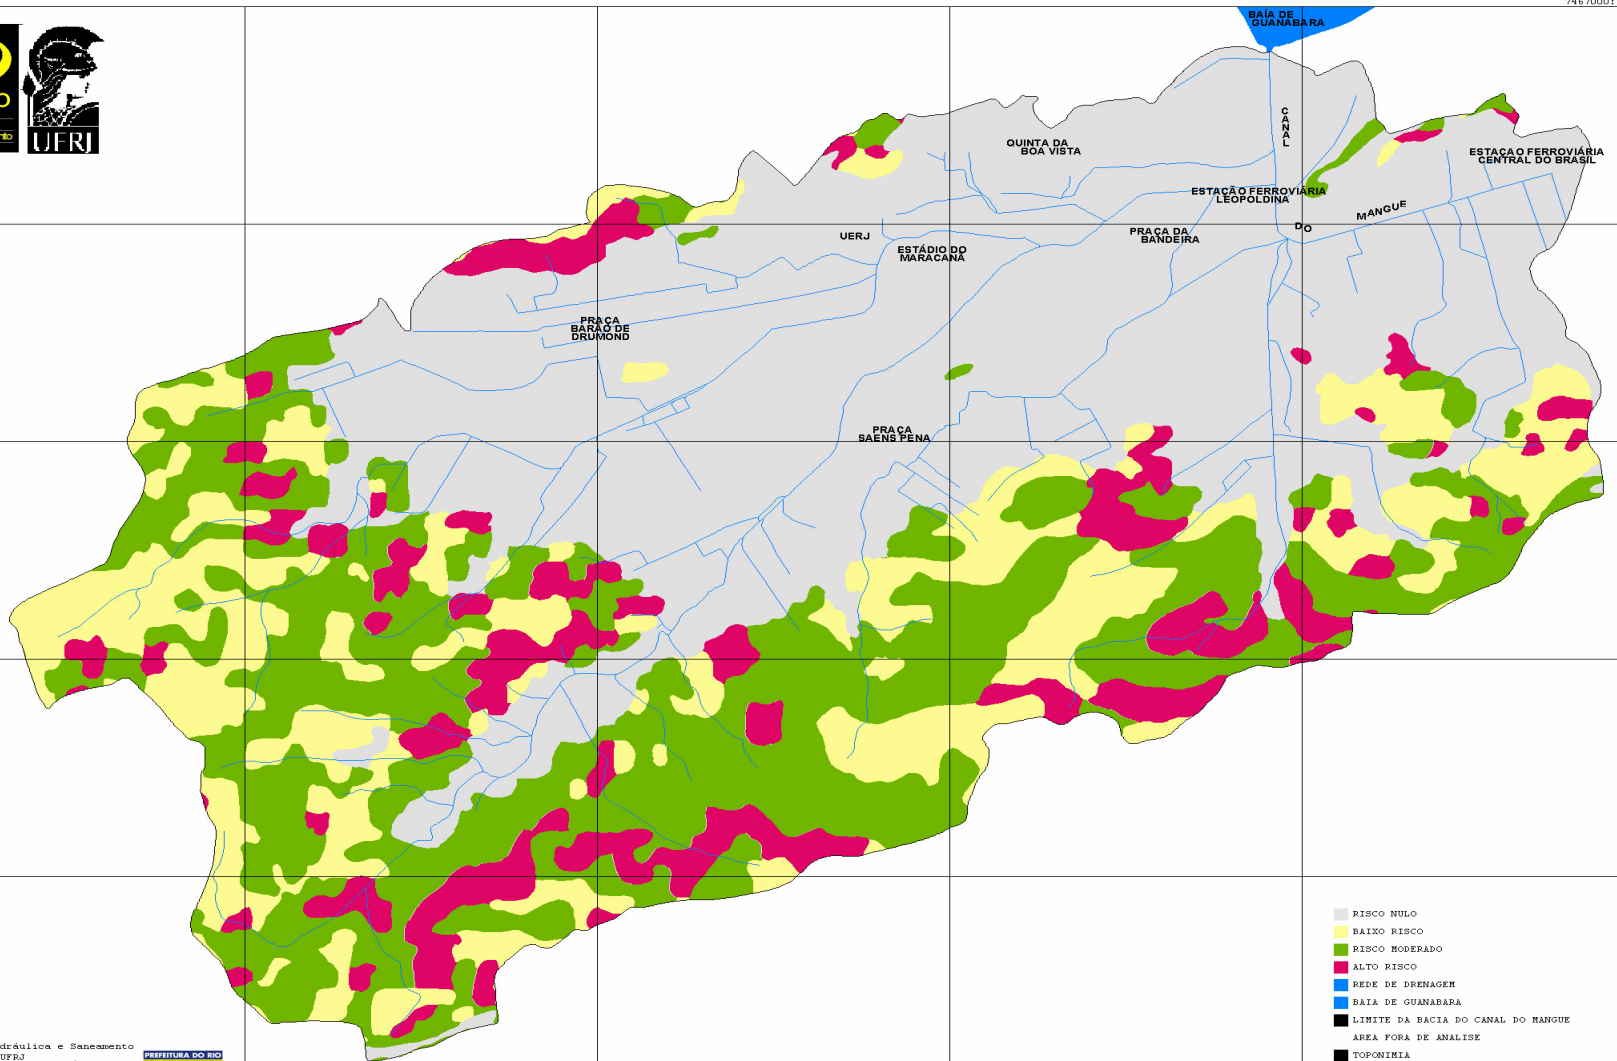 7467000
UFRJ
BAÍA DE
GUANABARA
CANAL
QUINTA DA
BOA VISTA
ESTAÇAO FERROVIÁRIA
CENTRAL DO BRASIL
ESTAÇÃO FERROVIÁRIA
LEOPOLDINA
MANGUE
DO
UERJ
PRAÇA DA
BANDEIRA
ESTÁDIO DO
MARACANÃ
PRAÇA
BARÃO DE
DRUMOND
PRAÇA
SAENS PENA
RISCO NULO
BAIXO RISCO
RISCO MODERADO
ALTO RISCO
REDE DE DRENAGEM
BAIA DE GUANABARA
LIMITE DA BACIA DO CANAL DO MANGUE
AREA FORA DE ANALISE
TOPONIMIA
dráulica e Saneamento
UFRJ
PREFEITURA DO RIO